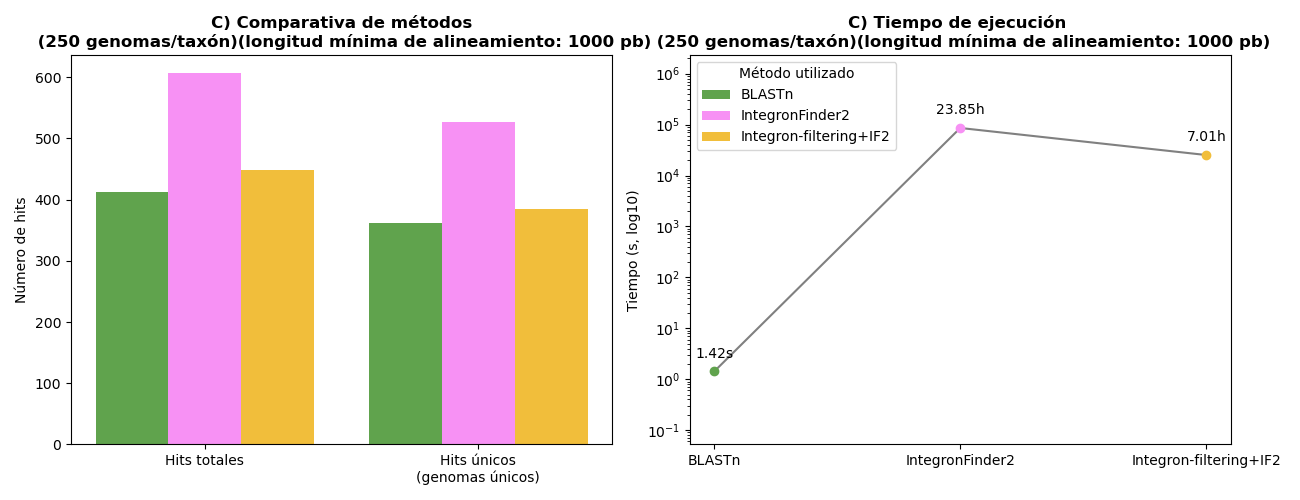 C) Comparativa de métodos
(250 genomas/taxón)(longitud mínima de alineamiento: 1000 pb)
Número de hits
600
500
400
300
200
100
0
Hits totales
Hits únicos
(genomas únicos)
C) Tiempo de ejecución
(250 genomas/taxón)(longitud mínima de alineamiento: 1000 pb)
Método utilizado
BLASTn
IntegronFinder2
Integron-filtering+IF2
Tiempo (s, log10)
10⁶
10⁵
10⁴
10³
10²
10¹
10⁰
10⁻¹
1.42s
23.85h
7.01h
BLASTn
IntegronFinder2
Integron-filtering+IF2